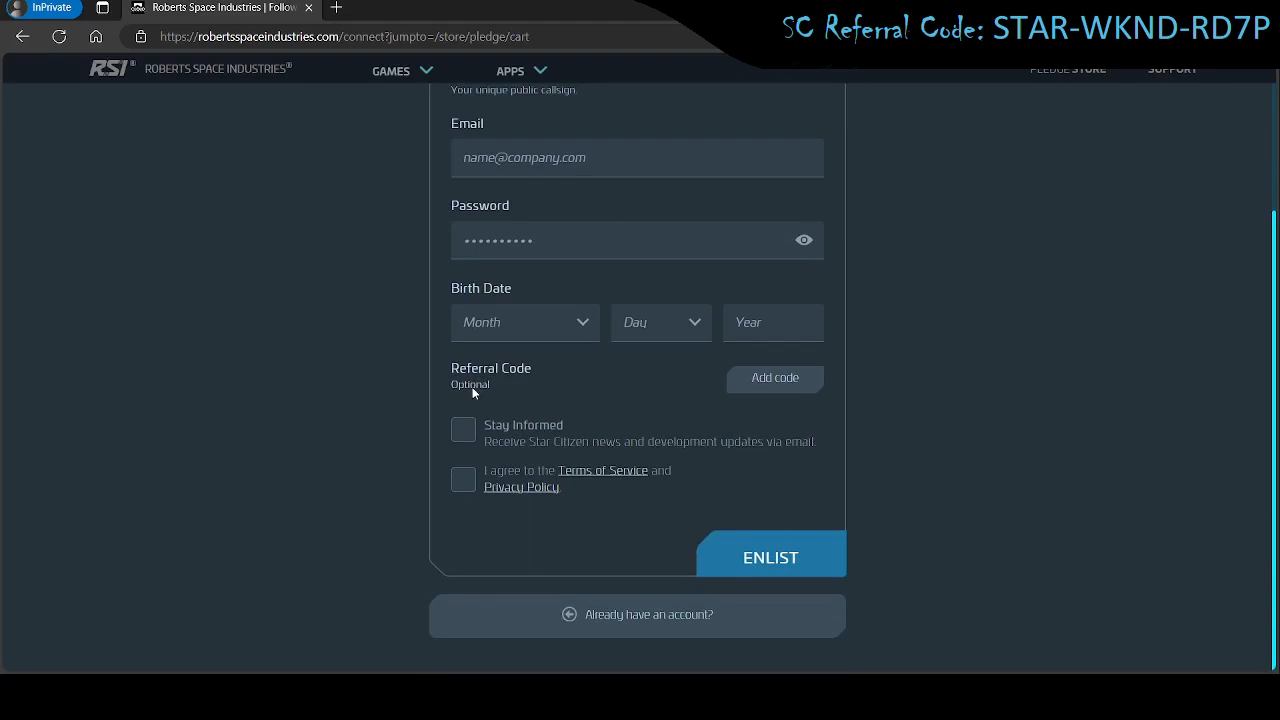 InPrivate
Roberts Space Industries | Follow
SC Referral Code: STAR-WKND-RD7P
https://robertsspaceindustries.com/connect?jumpto=/store/pledge/cart
RSI ROBERTS SPACE INDUSTRIES®
GAMES
APPS
PLEDGE STORE
SUPPORT
Your unique public callsign.
Email
name@company.com
Password
Birth Date
Month
Day
Year
Referral Code
Optional
Add code
Stay Informed
Receive Star Citizen news and development updates via email.
I agree to the Terms of Service and
Privacy Policy.
ENLIST
Already have an account?